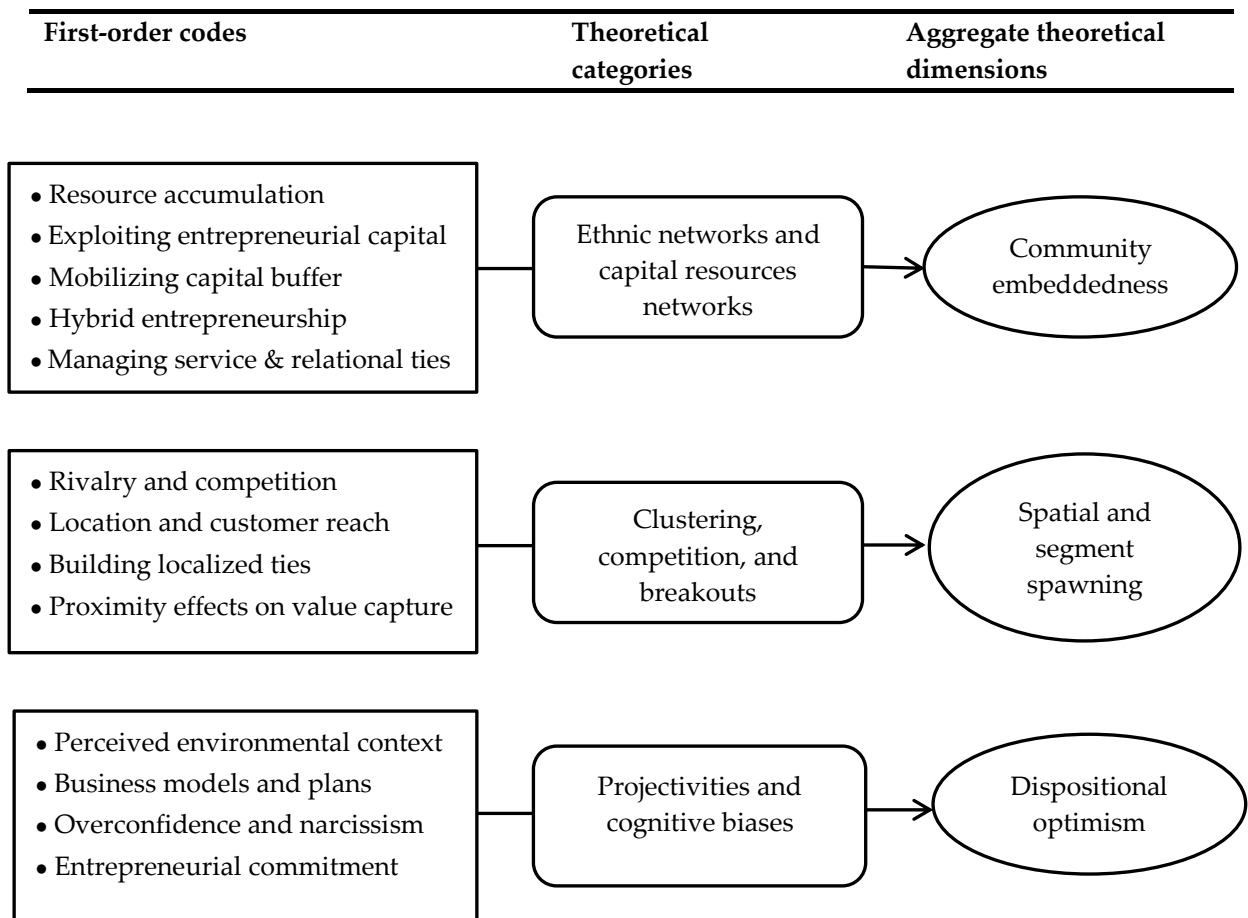 First-order codes
Theoretical
categories
Aggregate theoretical
dimensions
• Resource accumulation
• Exploiting entrepreneurial capital
• Mobilizing capital buffer
• Hybrid entrepreneurship
• Managing service & relational ties
Ethnic networks and
capital resources
networks
Community
embeddedness
• Rivalry and competition
• Location and customer reach
• Building localized ties
• Proximity effects on value capture
Clustering,
competition, and
breakouts
Spatial and
segment
spawning
• Perceived environmental context
• Business models and plans
• Overconfidence and narcissism
• Entrepreneurial commitment
Projectivities and
cognitive biases
Dispositional
optimism